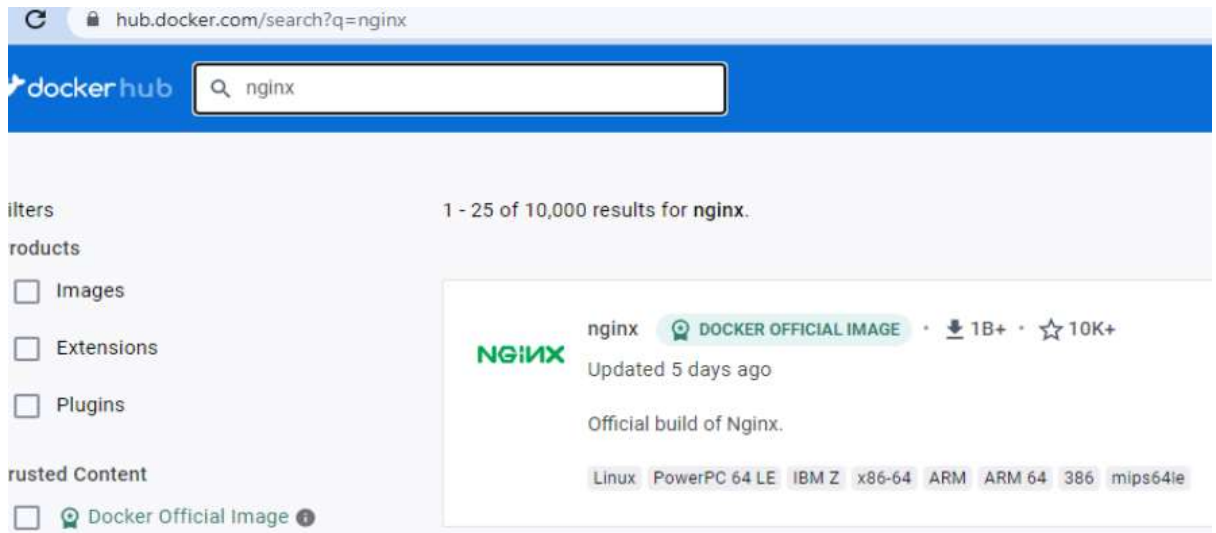 hub.docker.com/search?q=nginx
dockerhub
nginx
ilters
1 - 25 of 10,000 results for nginx.
roducts
Images
Extensions
Plugins
NGINX
nginx DOCKER OFFICIAL IMAGE • 1B+ • 10K+
Updated 5 days ago
Official build of Nginx.
Linux PowerPC 64 LE IBM Z x86-64 ARM ARM 64 386 mips64le
rusted Content
Docker Official Image